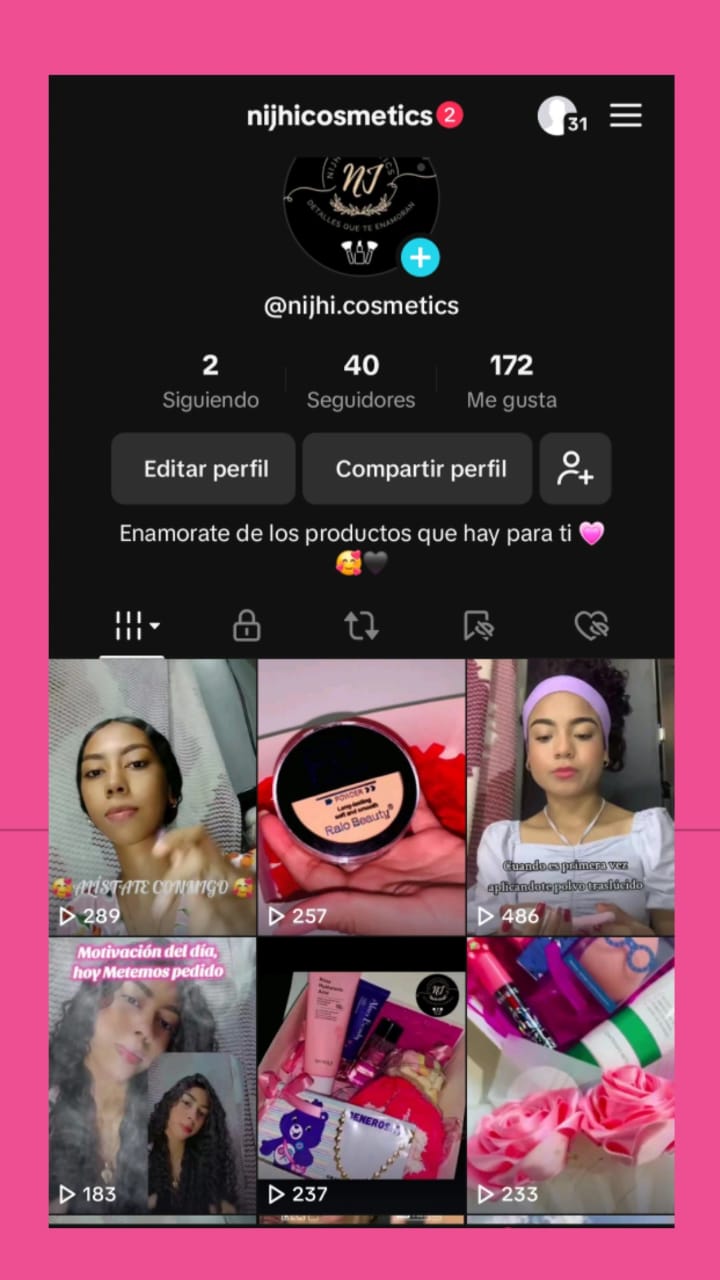 nijhicosmetics 2
31
NJ
DETALLES QUE TE ENAMORAN
@nijhi.cosmetics
2 40 172
Siguiendo Seguidores Me gusta
Editar perfil Compartir perfil
Enamorate de los productos que hay para ti 💗
🥰🖤
POWDER
Long-lasting
soft and smooth
Ralo Beauty
🥰ALÍSTATE CONMIGO🥰
Cuando es primera vez
aplicandote polvo traslúcido
289 257 486
Motivación del día,
hoy Metemos pedido
Hyaluronic
Acid
NJ
183 237 233